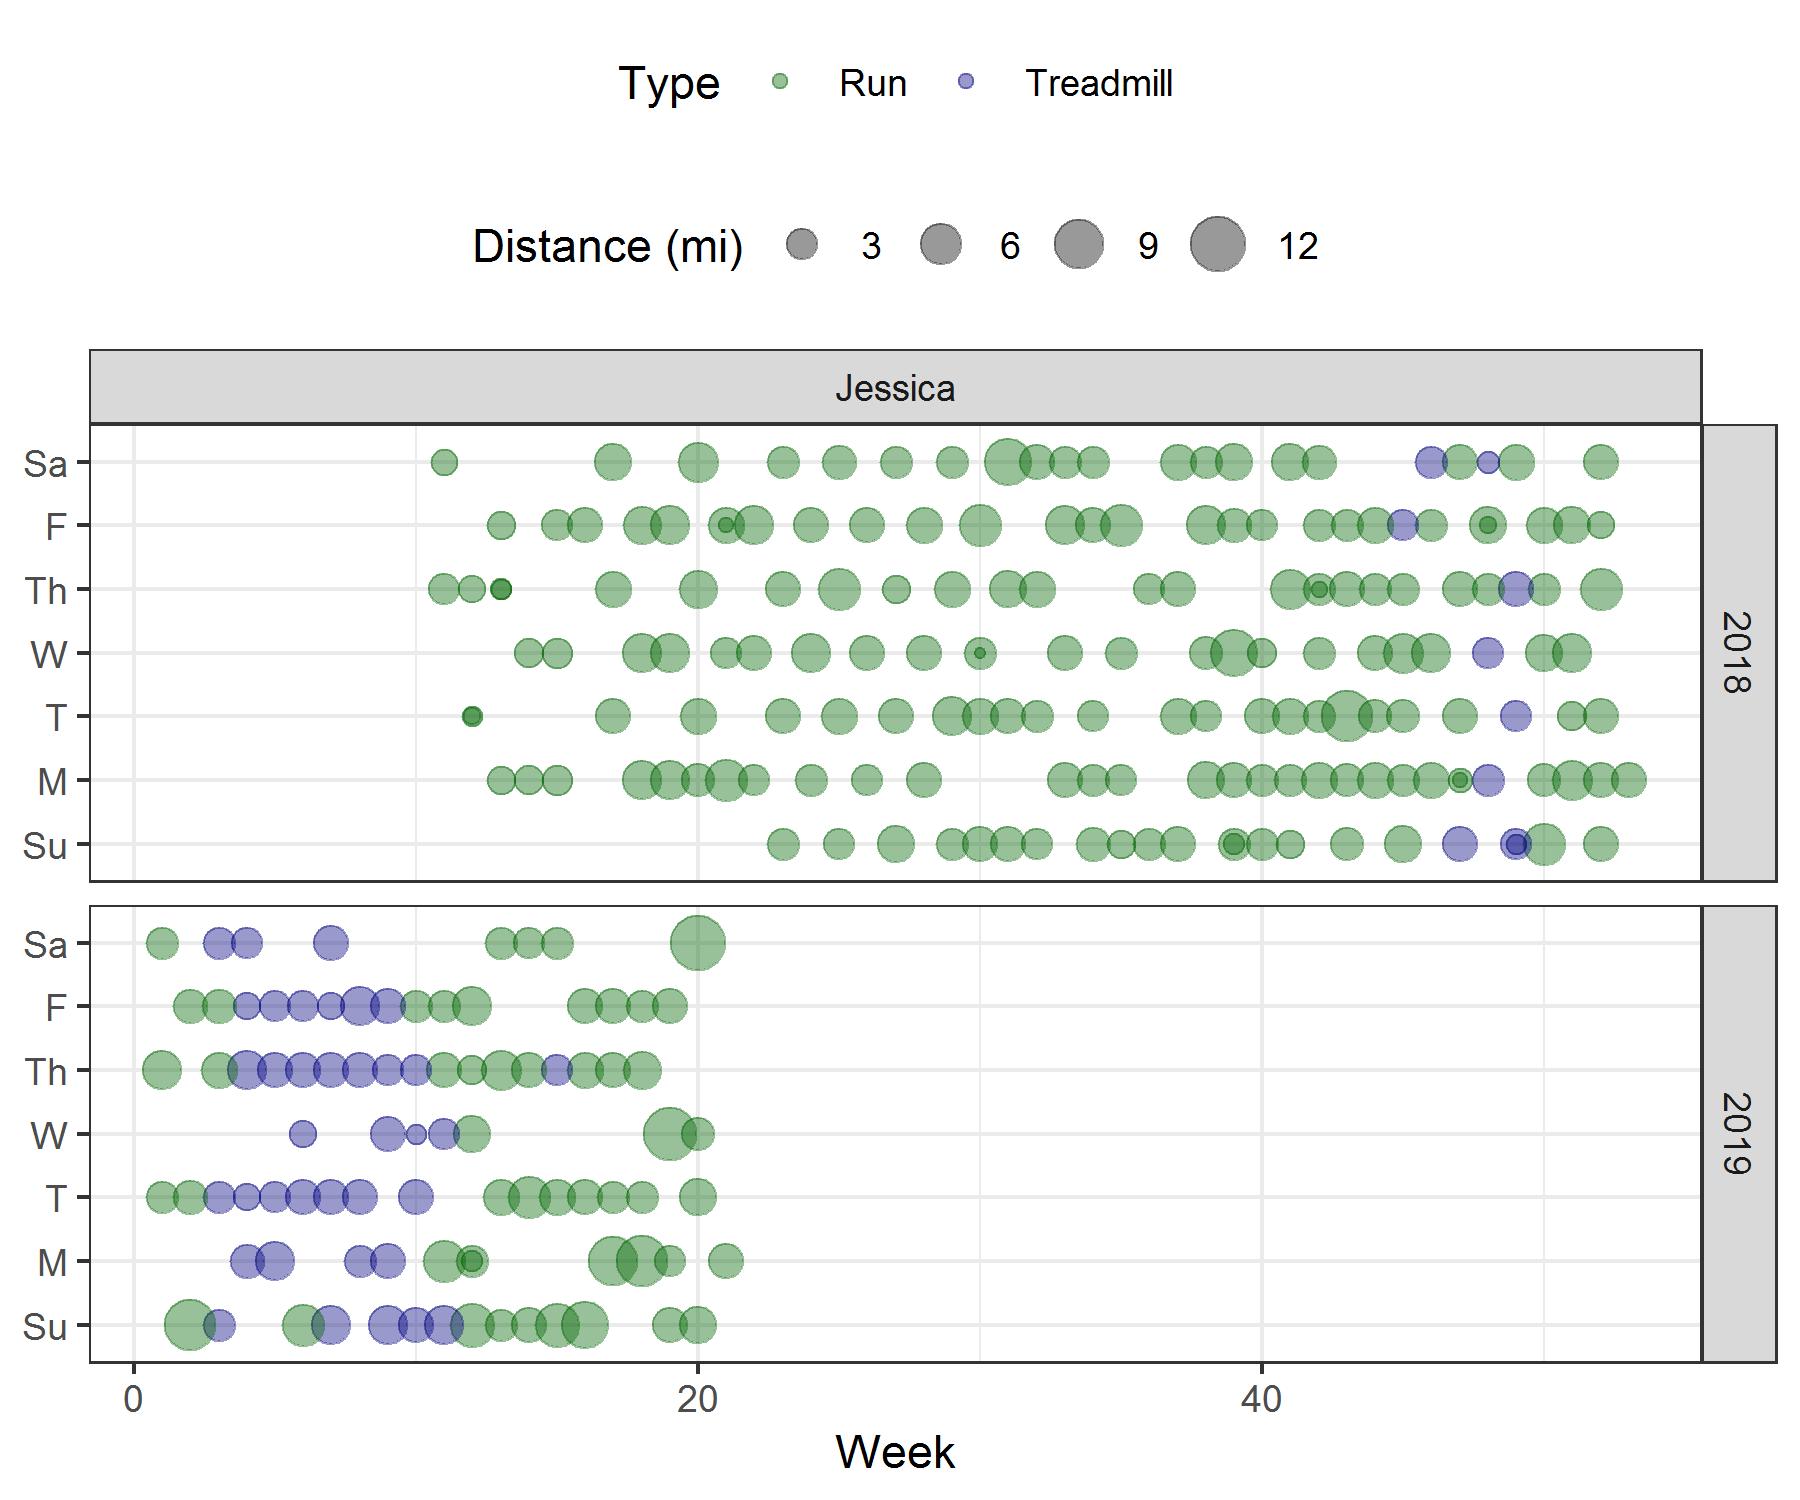 Type Run Treadmill
Distance (mi) 3 6 9 12
Jessica
Sa
F
Th
W
T
M
Su
2018
Sa
F
Th
W
T
M
Su
2019
0 20 40
Week